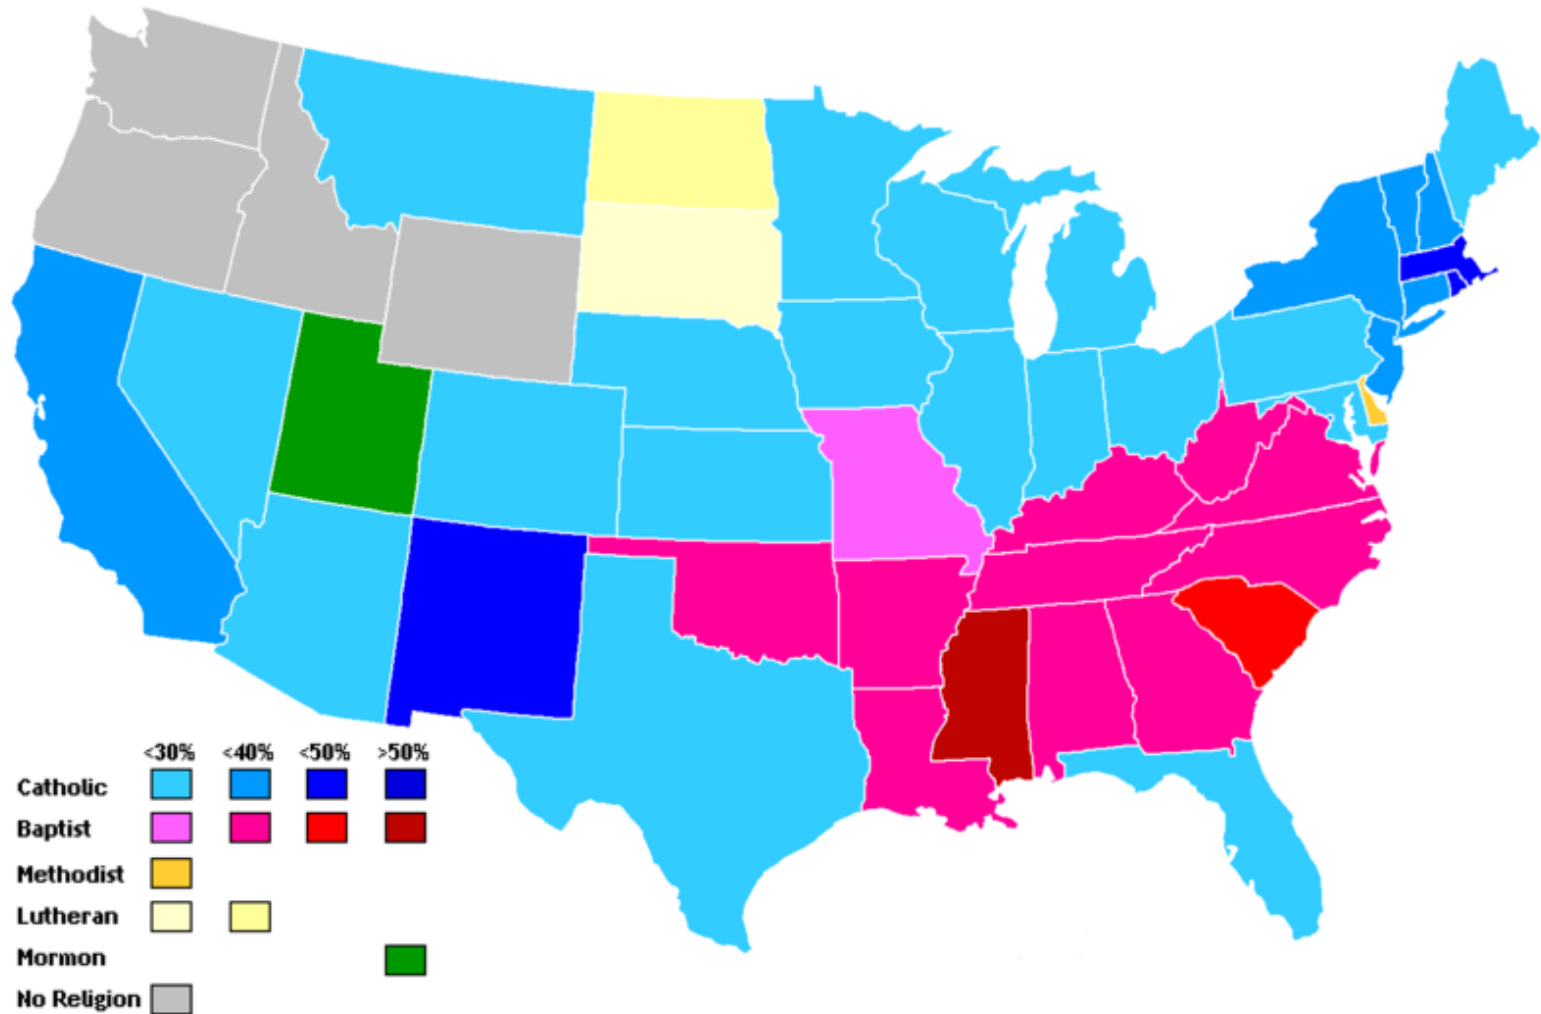 <30% <40% <50% >50%
Catholic
Baptist
Methodist
Lutheran
Mormon
No Religion